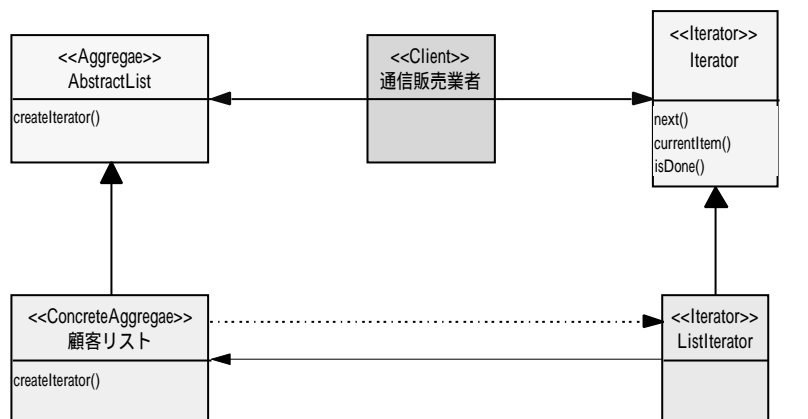 <<Aggregae>>
AbstractList
createIterator()
<<Client>>
通信販売業者
<<Iterator>>
Iterator
next()
currentItem()
isDone()
<<ConcreteAggregae>>
顧客リスト
createIterator()
<<Iterator>>
ListIterator